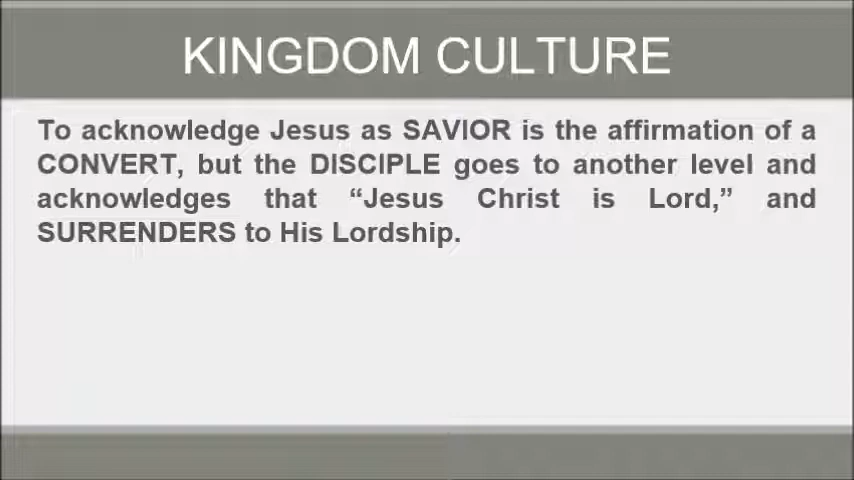 KINGDOM CULTURE
To acknowledge Jesus as SAVIOR is the affirmation of a
CONVERT, but the DISCIPLE goes to another level and
acknowledges that “Jesus Christ is Lord,” and
SURRENDERS to His Lordship.